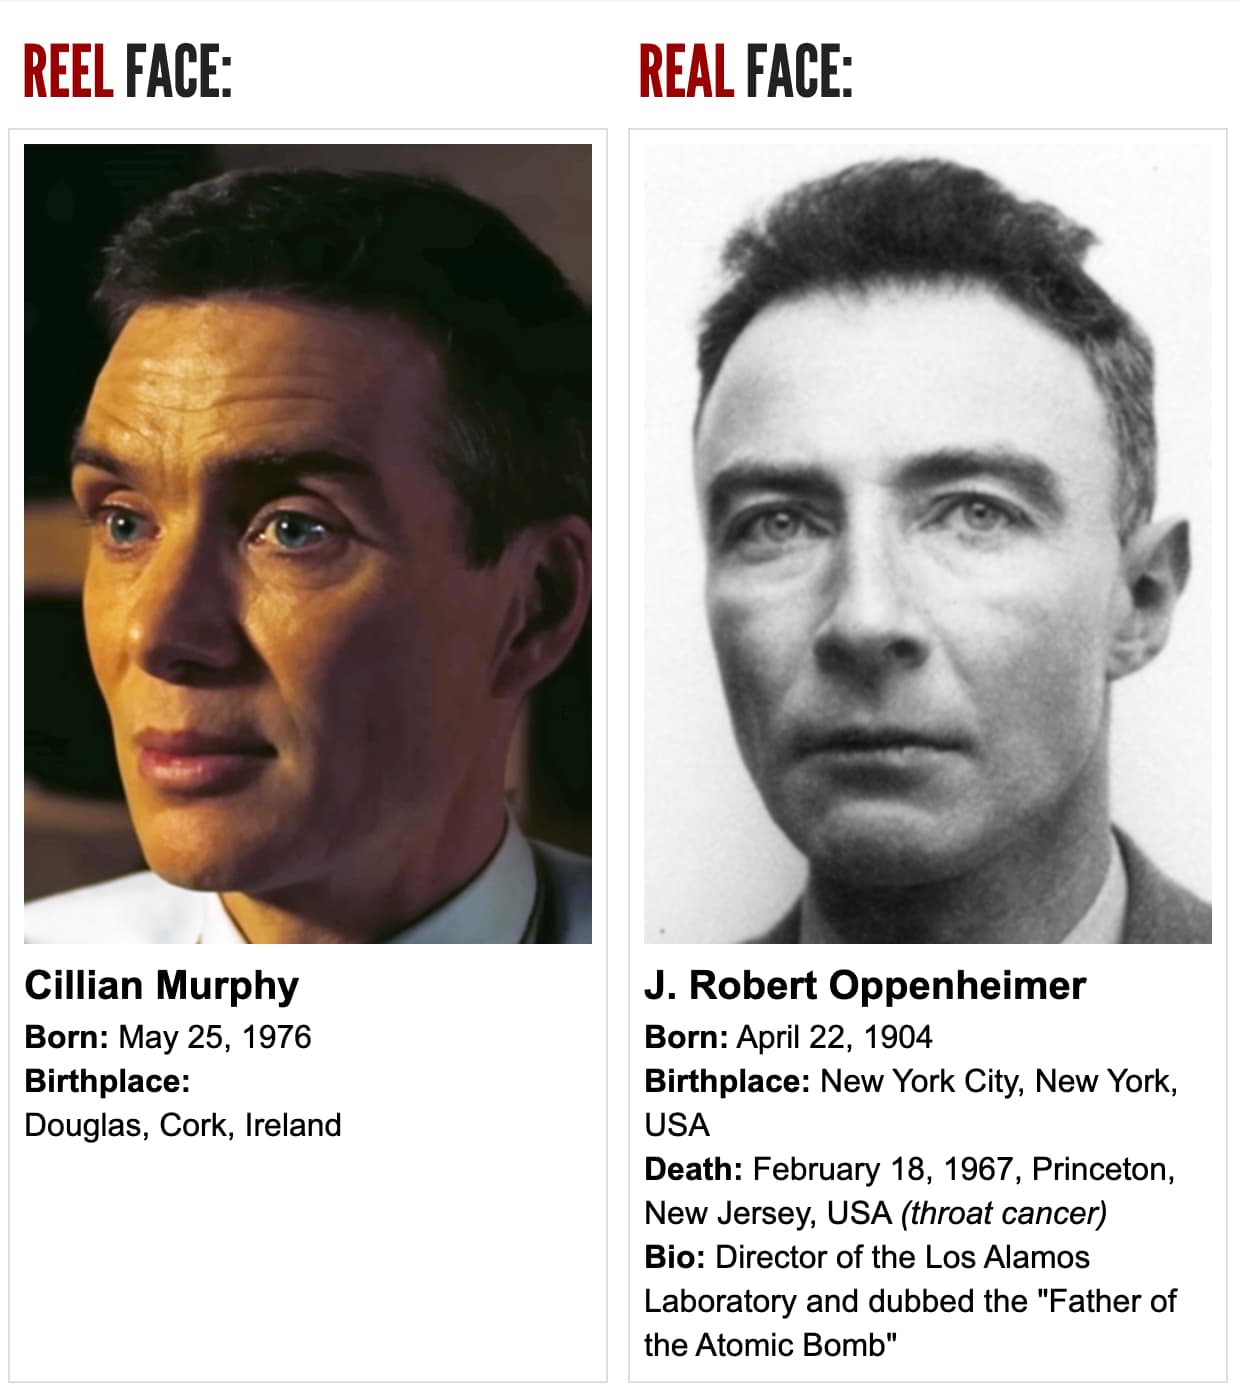 REEL FACE:
REAL FACE:
Cillian Murphy
Born: May 25, 1976
Birthplace:
Douglas, Cork, Ireland
J. Robert Oppenheimer
Born: April 22, 1904
Birthplace: New York City, New York,
USA
Death: February 18, 1967, Princeton,
New Jersey, USA (throat cancer)
Bio: Director of the Los Alamos
Laboratory and dubbed the "Father of
the Atomic Bomb"